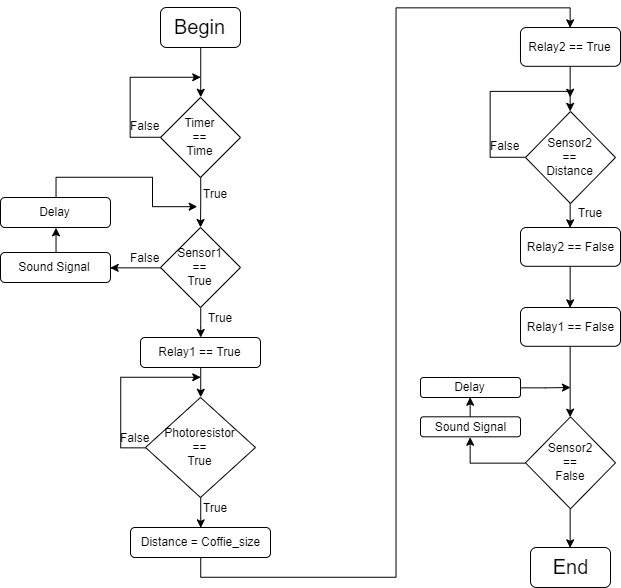 Begin
False
Timer
==
Time
True
Delay
Sound Signal
False
Sensor1
==
True
True
Relay1 == True
False
Photoresistor
==
True
True
Distance = Coffie_size
Relay2 == True
False
Sensor2
==
Distance
True
Relay2 == False
Relay1 == False
Delay
Sound Signal
Sensor2
==
False
End